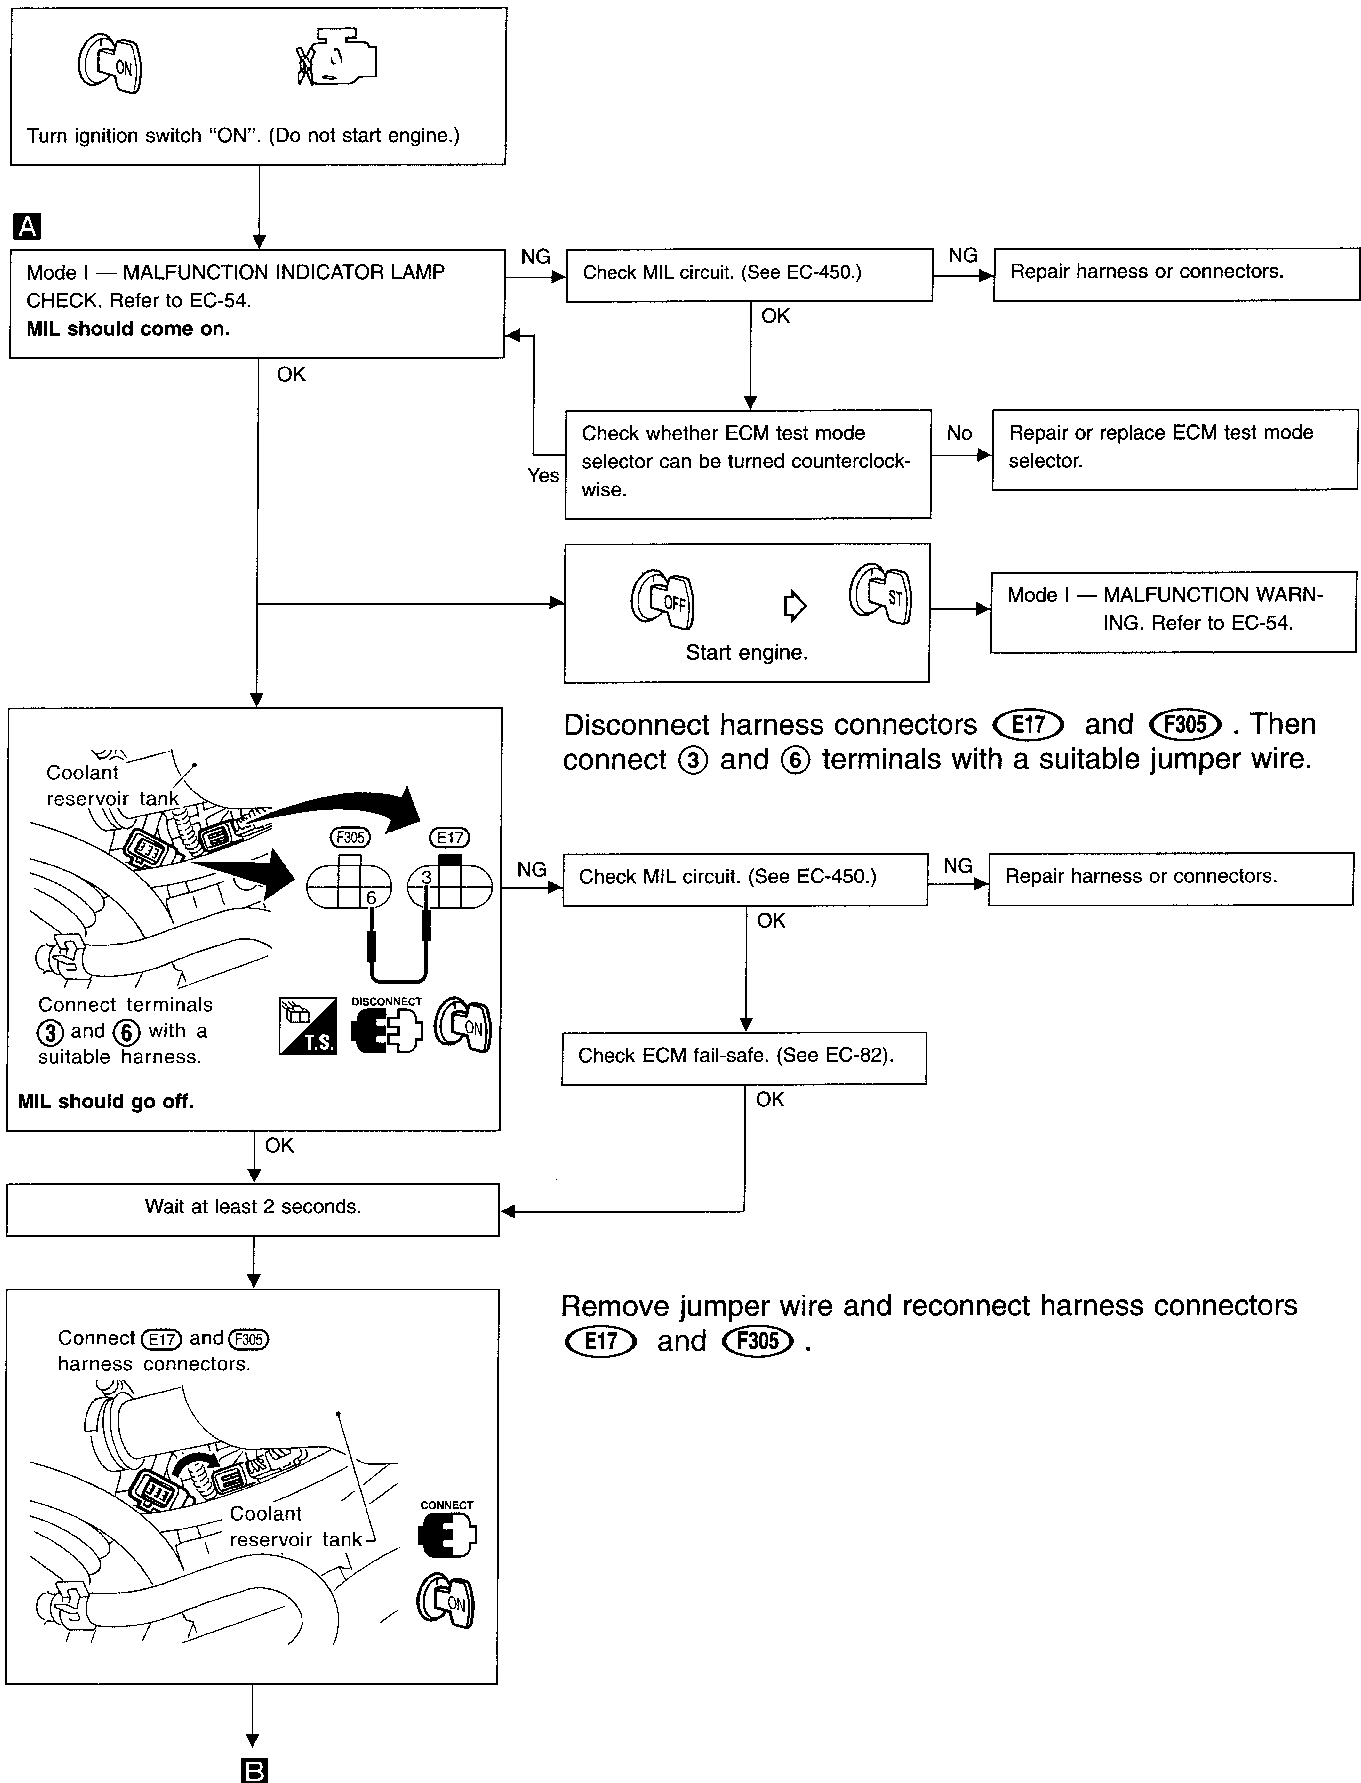 ON
Turn ignition switch “ON”. (Do not start engine.)
A
Mode I — MALFUNCTION INDICATOR LAMP
CHECK. Refer to EC-54.
MIL should come on.
NG
Check MIL circuit. (See EC-450.)
NG
Repair harness or connectors.
OK
OK
Check whether ECM test mode
selector can be turned counterclock-
wise.
Yes
No
Repair or replace ECM test mode
selector.
OFF
ST
Start engine.
Mode I — MALFUNCTION WARN-
ING. Refer to EC-54.
Disconnect harness connectors E17 and F305 . Then
connect 3 and 6 terminals with a suitable jumper wire.
Coolant
reservoir tank
F305
E17
3
6
Connect terminals
3 and 6 with a
suitable harness.
T.S.
DISCONNECT
ON
MIL should go off.
NG
Check MIL circuit. (See EC-450.)
NG
Repair harness or connectors.
OK
Check ECM fail-safe. (See EC-82).
OK
OK
Wait at least 2 seconds.
Remove jumper wire and reconnect harness connectors
E17 and F305 .
Connect E17 and F305
harness connectors.
Coolant
reservoir tank
CONNECT
ON
B